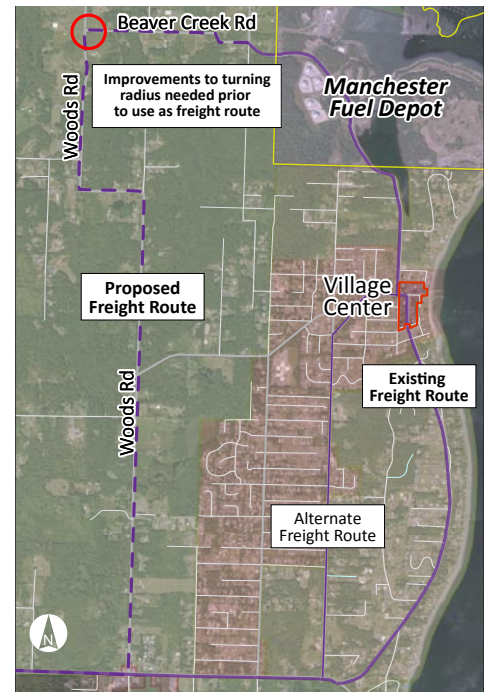 Beaver Creek Rd
Woods Rd
Improvements to turning
radius needed prior
to use as freight route
Manchester
Fuel Depot
Proposed
Freight Route
Village
Center
Existing
Freight Route
Woods Rd
Alternate
Freight Route
N